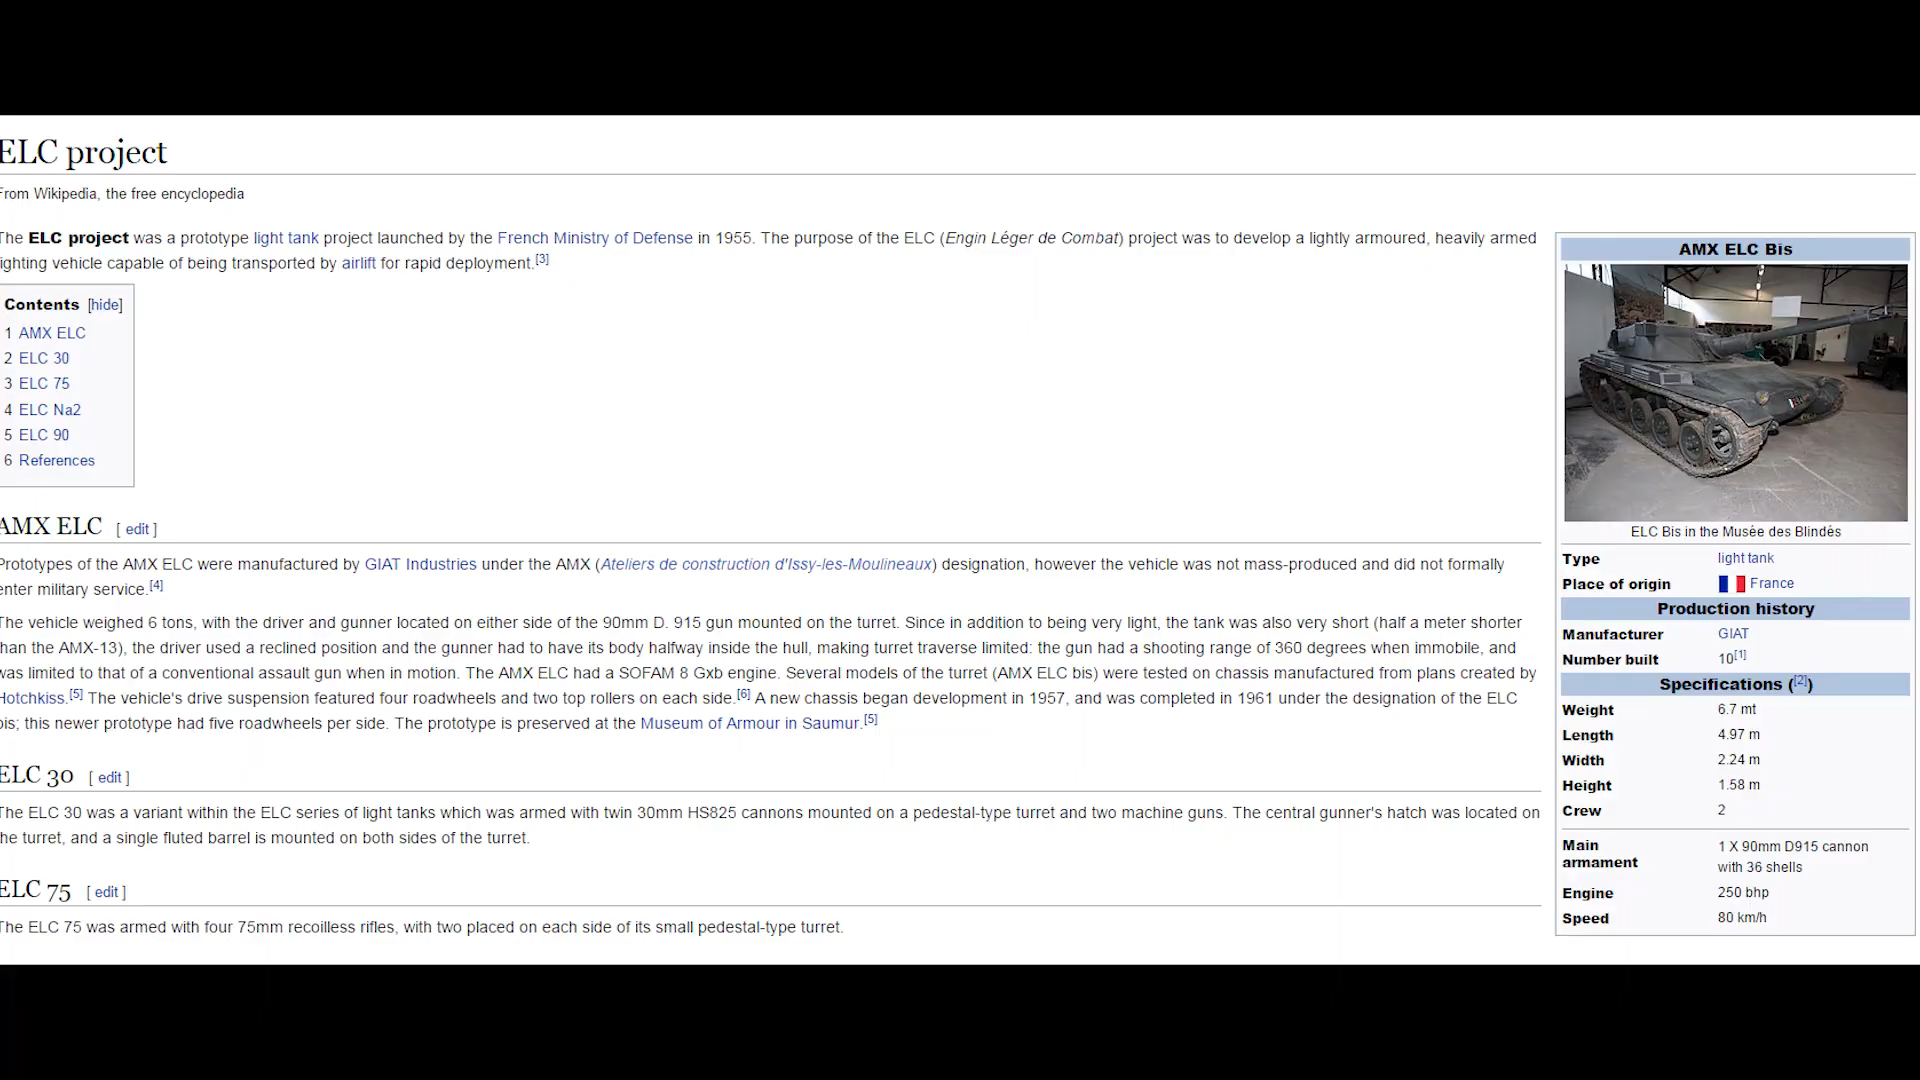 ELC project
From Wikipedia, the free encyclopedia
The ELC project was a prototype light tank project launched by the French Ministry of Defense in 1955. The purpose of the ELC (Engin Léger de Combat) project was to develop a lightly armoured, heavily armed
fighting vehicle capable of being transported by airlift for rapid deployment.[3]
Contents [hide]
1 AMX ELC
2 ELC 30
3 ELC 75
4 ELC Na2
5 ELC 90
6 References
AMX ELC [ edit ]
Prototypes of the AMX ELC were manufactured by GIAT Industries under the AMX (Ateliers de construction d'Issy-les-Moulineaux) designation, however the vehicle was not mass-produced and did not formally
enter military service.[4]
The vehicle weighed 6 tons, with the driver and gunner located on either side of the 90mm D. 915 gun mounted on the turret. Since in addition to being very light, the tank was also very short (half a meter shorter
than the AMX-13), the driver used a reclined position and the gunner had to have its body halfway inside the hull, making turret traverse limited: the gun had a shooting range of 360 degrees when immobile, and
was limited to that of a conventional assault gun when in motion. The AMX ELC had a SOFAM 8 Gxb engine. Several models of the turret (AMX ELC bis) were tested on chassis manufactured from plans created by
Hotchkiss.[5] The vehicle's drive suspension featured four roadwheels and two top rollers on each side.[6] A new chassis began development in 1957, and was completed in 1961 under the designation of the ELC
bis; this newer prototype had five roadwheels per side. The prototype is preserved at the Museum of Armour in Saumur.[5]
ELC 30 [ edit ]
The ELC 30 was a variant within the ELC series of light tanks which was armed with twin 30mm HS825 cannons mounted on a pedestal-type turret and two machine guns. The central gunner's hatch was located on
the turret, and a single fluted barrel is mounted on both sides of the turret.
ELC 75 [ edit ]
The ELC 75 was armed with four 75mm recoilless rifles, with two placed on each side of its small pedestal-type turret.
AMX ELC Bis
ELC Bis in the Musée des Blindés
Type light tank
Place of origin France
Production history
Manufacturer GIAT
Number built 10[1]
Specifications ([2])
Weight 6.7 mt
Length 4.97 m
Width 2.24 m
Height 1.58 m
Crew 2
Main armament 1 X 90mm D915 cannon
with 36 shells
Engine 250 bhp
Speed 80 km/h